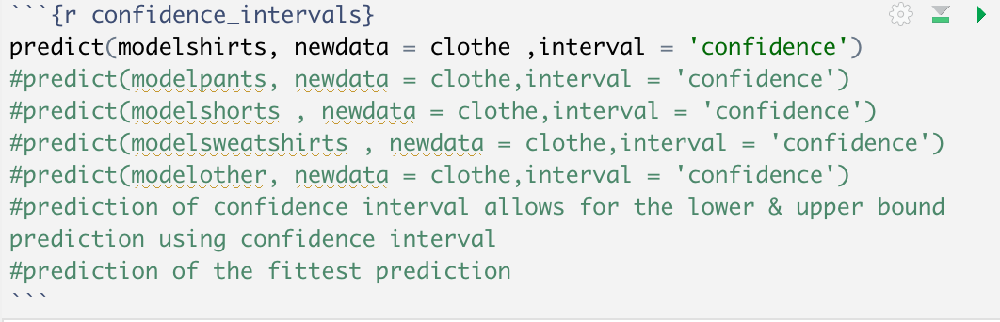 ```{r confidence_intervals}
predict(modelshirts, newdata = clothe ,interval = 'confidence')
#predict(modelpants, newdata = clothe,interval = 'confidence')
#predict(modelshorts , newdata = clothe,interval = 'confidence')
#predict(modelsweatshirts , newdata = clothe,interval = 'confidence')
#predict(modelother, newdata = clothe,interval = 'confidence')
#prediction of confidence interval allows for the lower & upper bound
prediction using confidence interval
#prediction of the fittest prediction
```